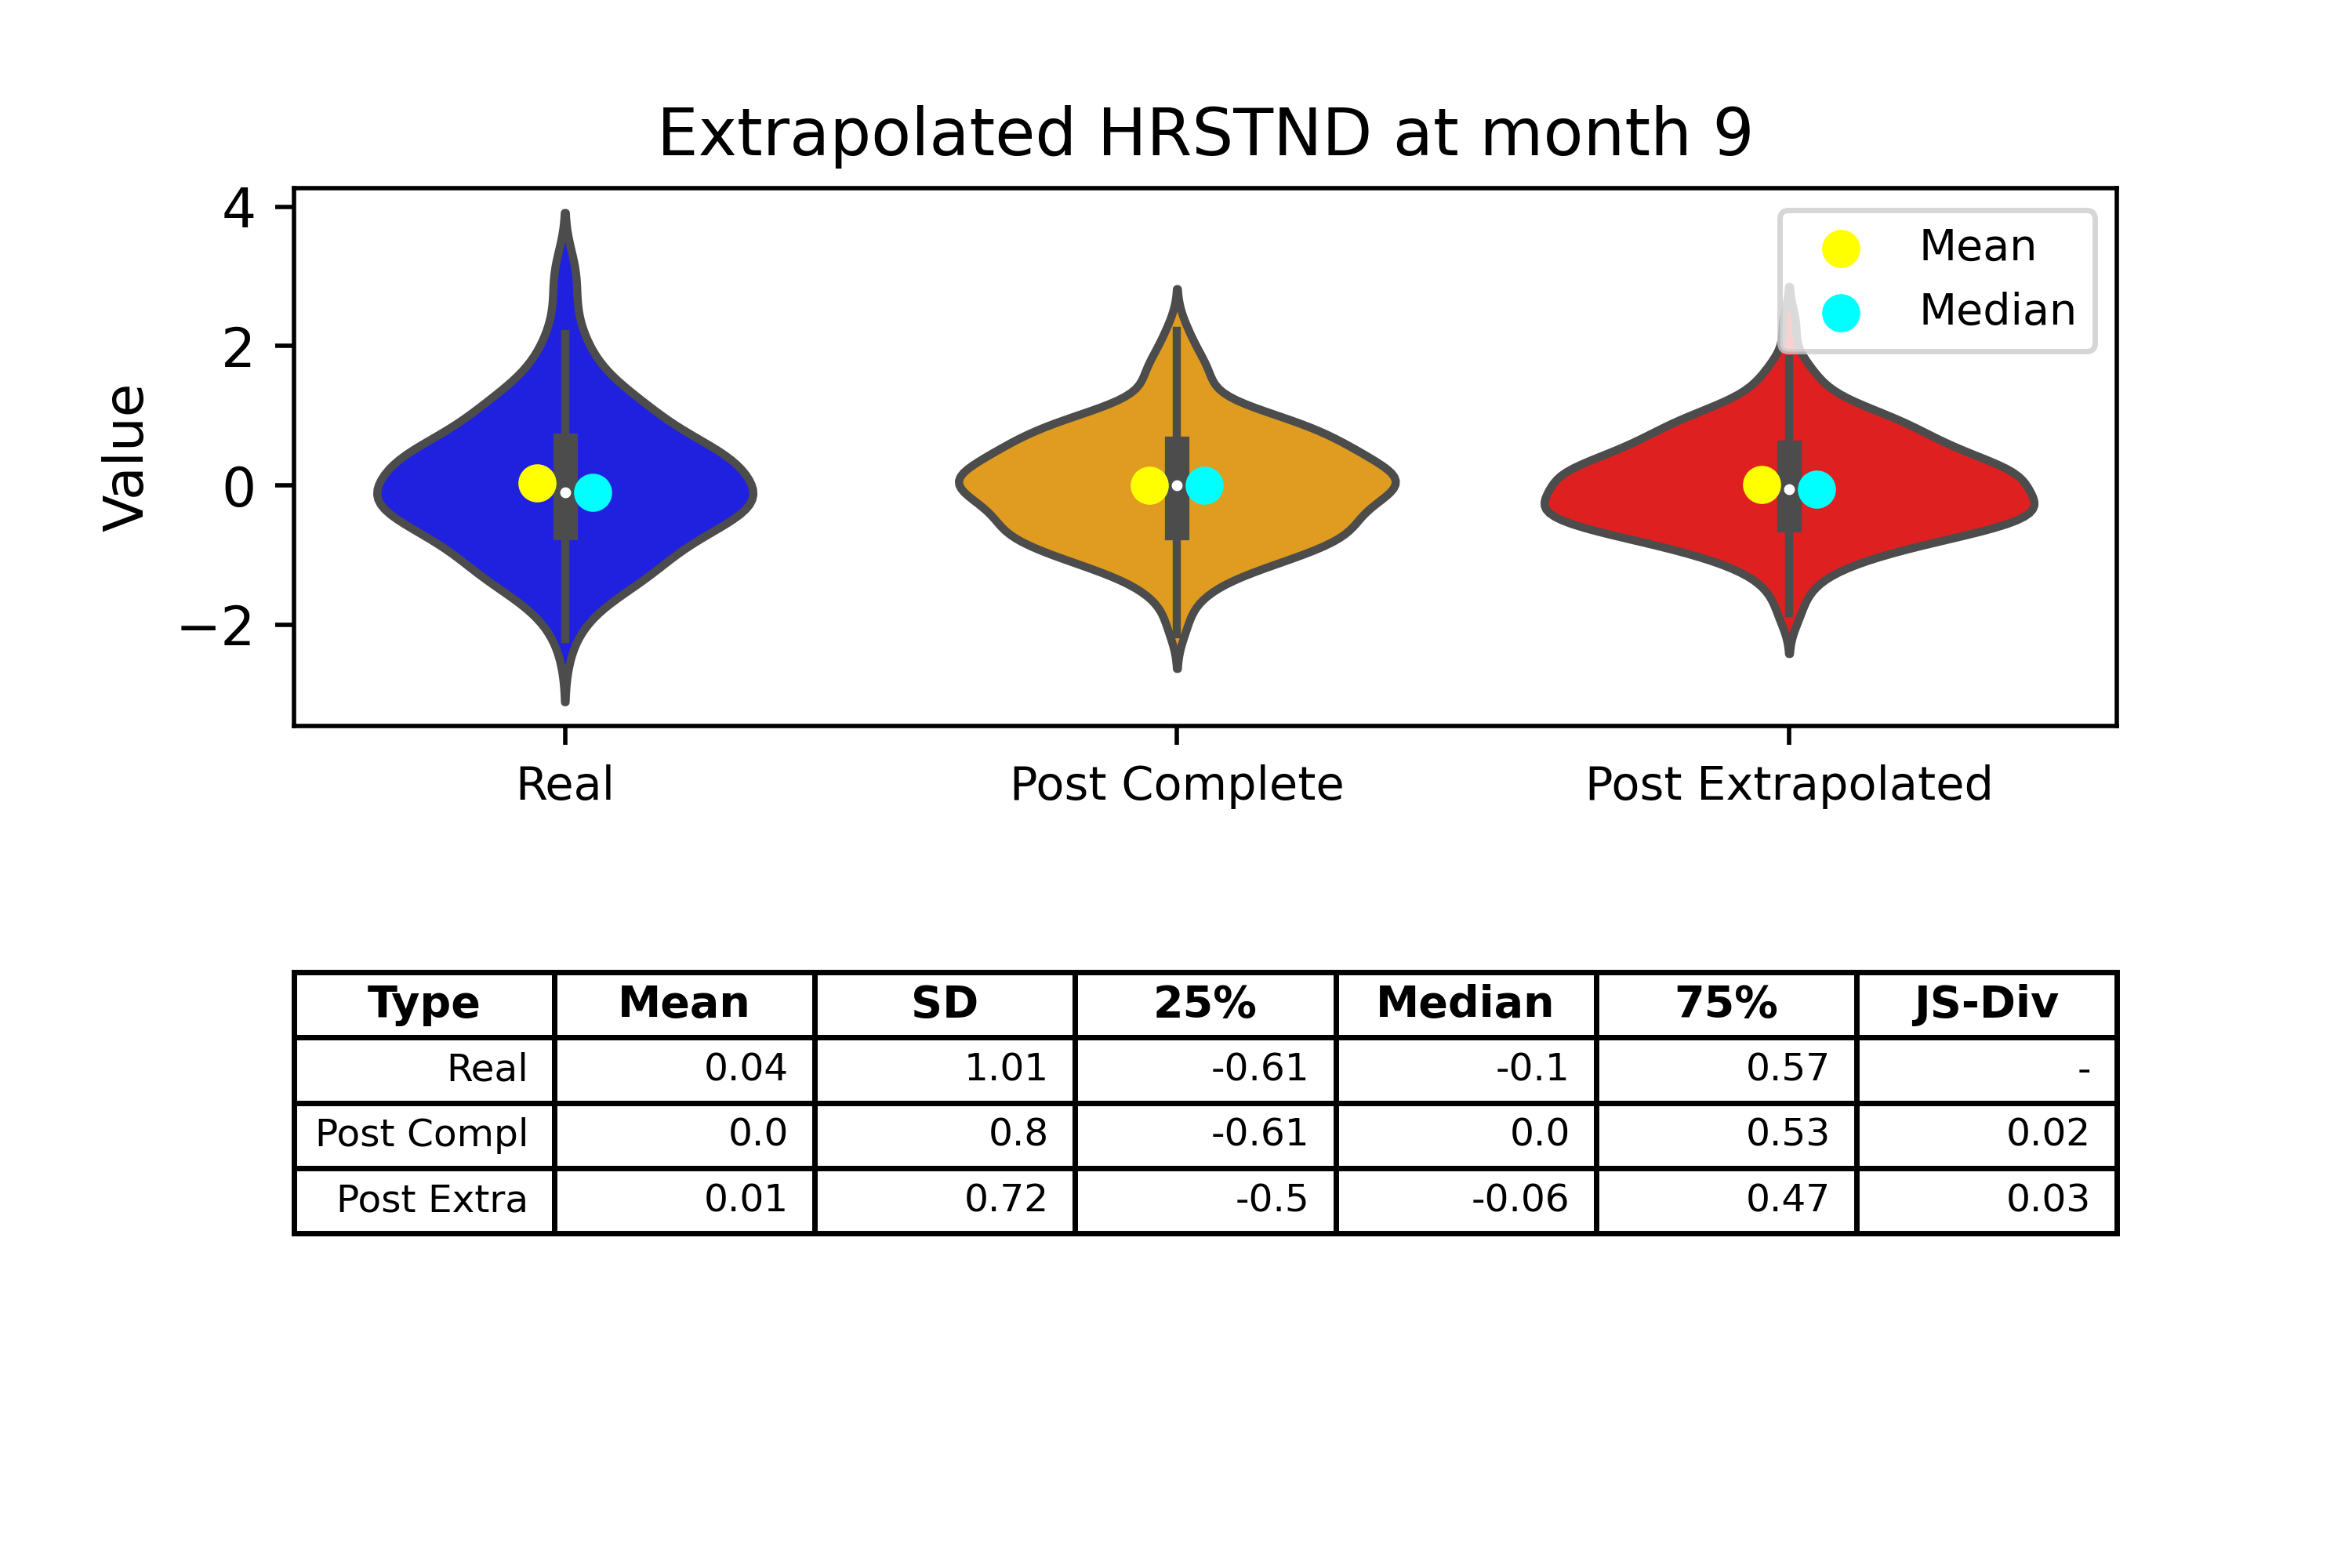 Extrapolated HRSTND at month 9
Value
4
2
0
−2
Mean
Median
Real Post Complete Post Extrapolated
Type Mean SD 25% Median 75% JS-Div
Real 0.04 1.01 -0.61 -0.1 0.57 -
Post Compl 0.0 0.8 -0.61 0.0 0.53 0.02
Post Extra 0.01 0.72 -0.5 -0.06 0.47 0.03